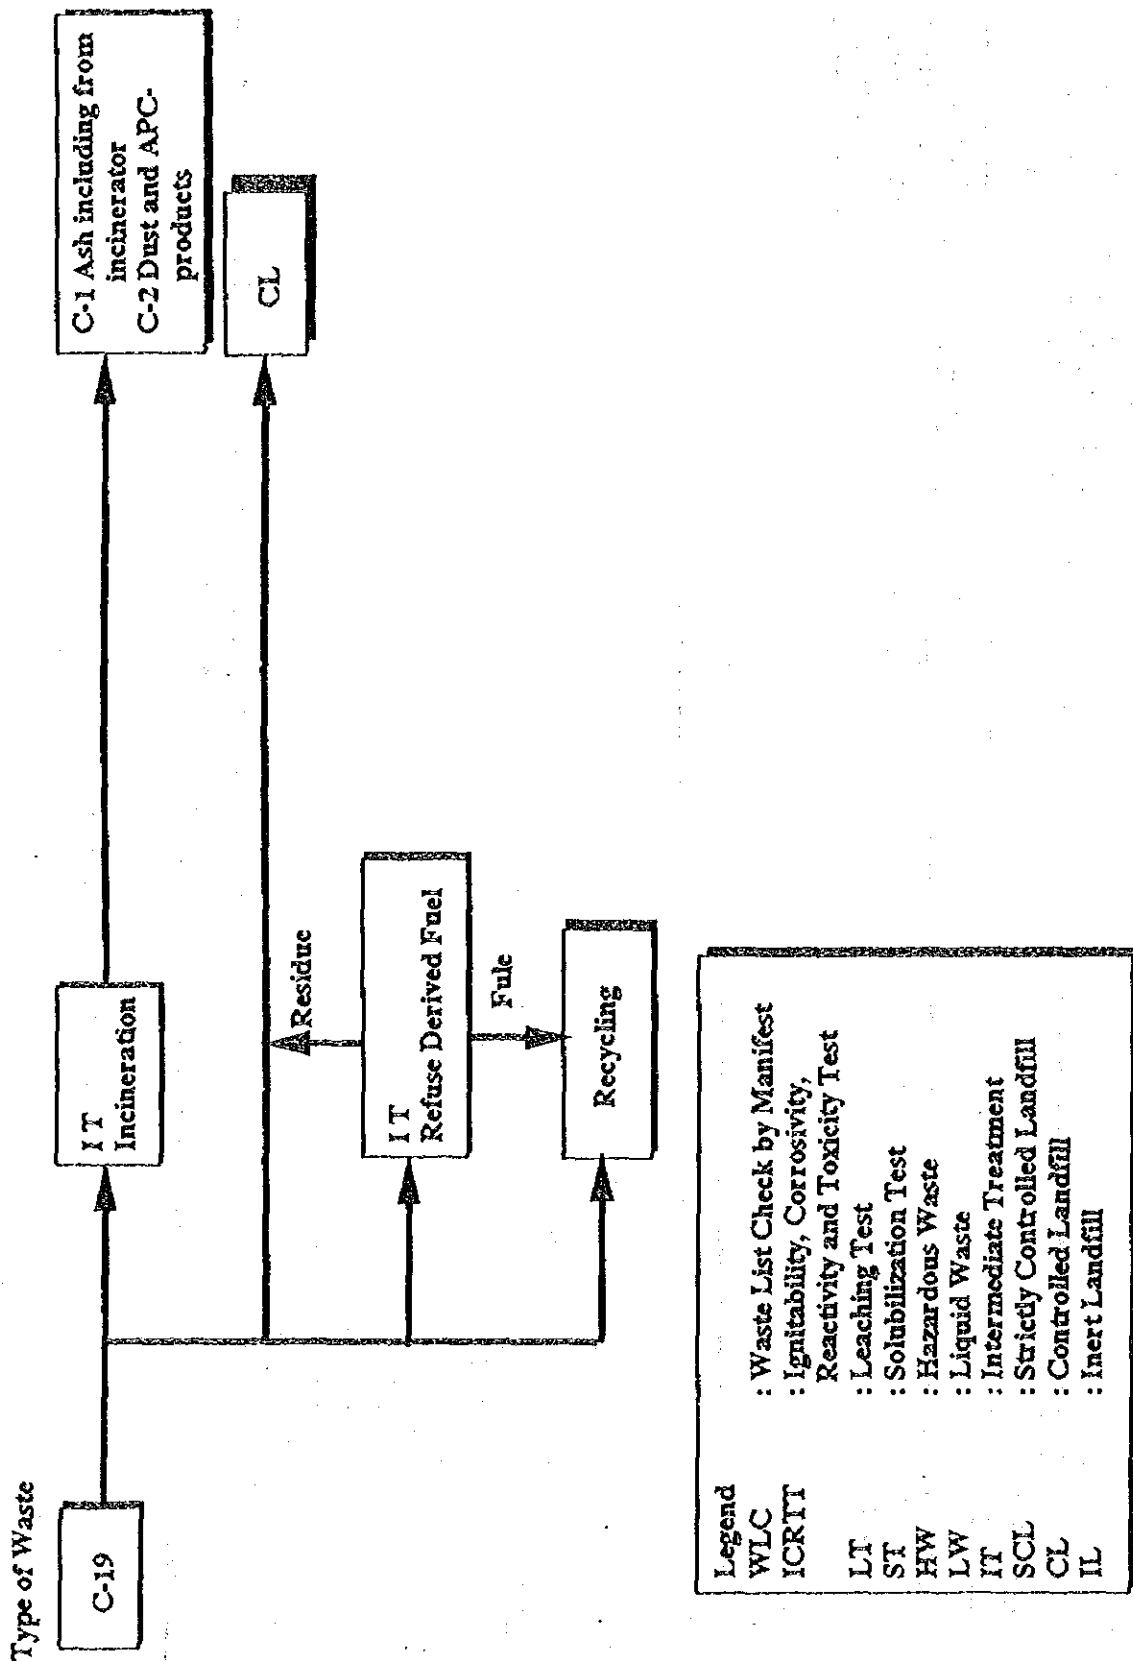 Type of Waste
C-19
I T
Incineration
C-1 Ash including from
incinerator
C-2 Dust and APC-
products
CL
Residue
I T
Refuse Derived Fuel
Fule
Recycling
Legend
WLC : Waste List Check by Manifest
ICRTT : Ignitability, Corrosivity,
Reactivity and Toxicity Test
LT : Leaching Test
ST : Solubilization Test
HW : Hazardous Waste
LW : Liquid Waste
IT : Intermediate Treatment
SCL : Strictly Controlled Landfill
CL : Controlled Landfill
IL : Inert Landfill